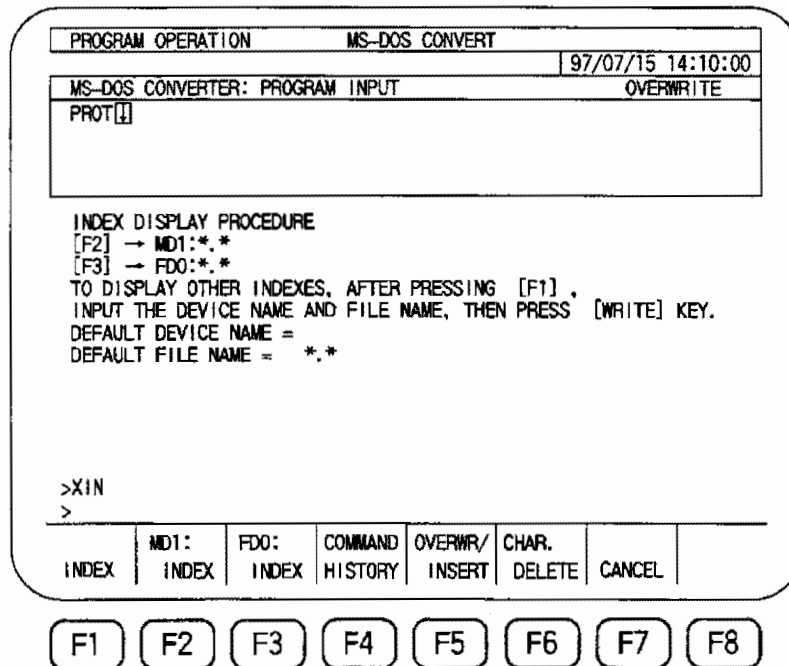 PROGRAM OPERATION MS-DOS CONVERT
97/07/15 14:10:00
MS-DOS CONVERTER: PROGRAM INPUT OVERWRITE
PROT↓
INDEX DISPLAY PROCEDURE
[F2] → MD1:*.*
[F3] → FD0:*.*
TO DISPLAY OTHER INDEXES, AFTER PRESSING [F1] ,
INPUT THE DEVICE NAME AND FILE NAME, THEN PRESS [WRITE] KEY.
DEFAULT DEVICE NAME =
DEFAULT FILE NAME = *.*
>XIN
>
MD1: FD0: COMMAND OVERWR/ CHAR.
INDEX INDEX INDEX HISTORY INSERT DELETE CANCEL
F1 F2 F3 F4 F5 F6 F7 F8